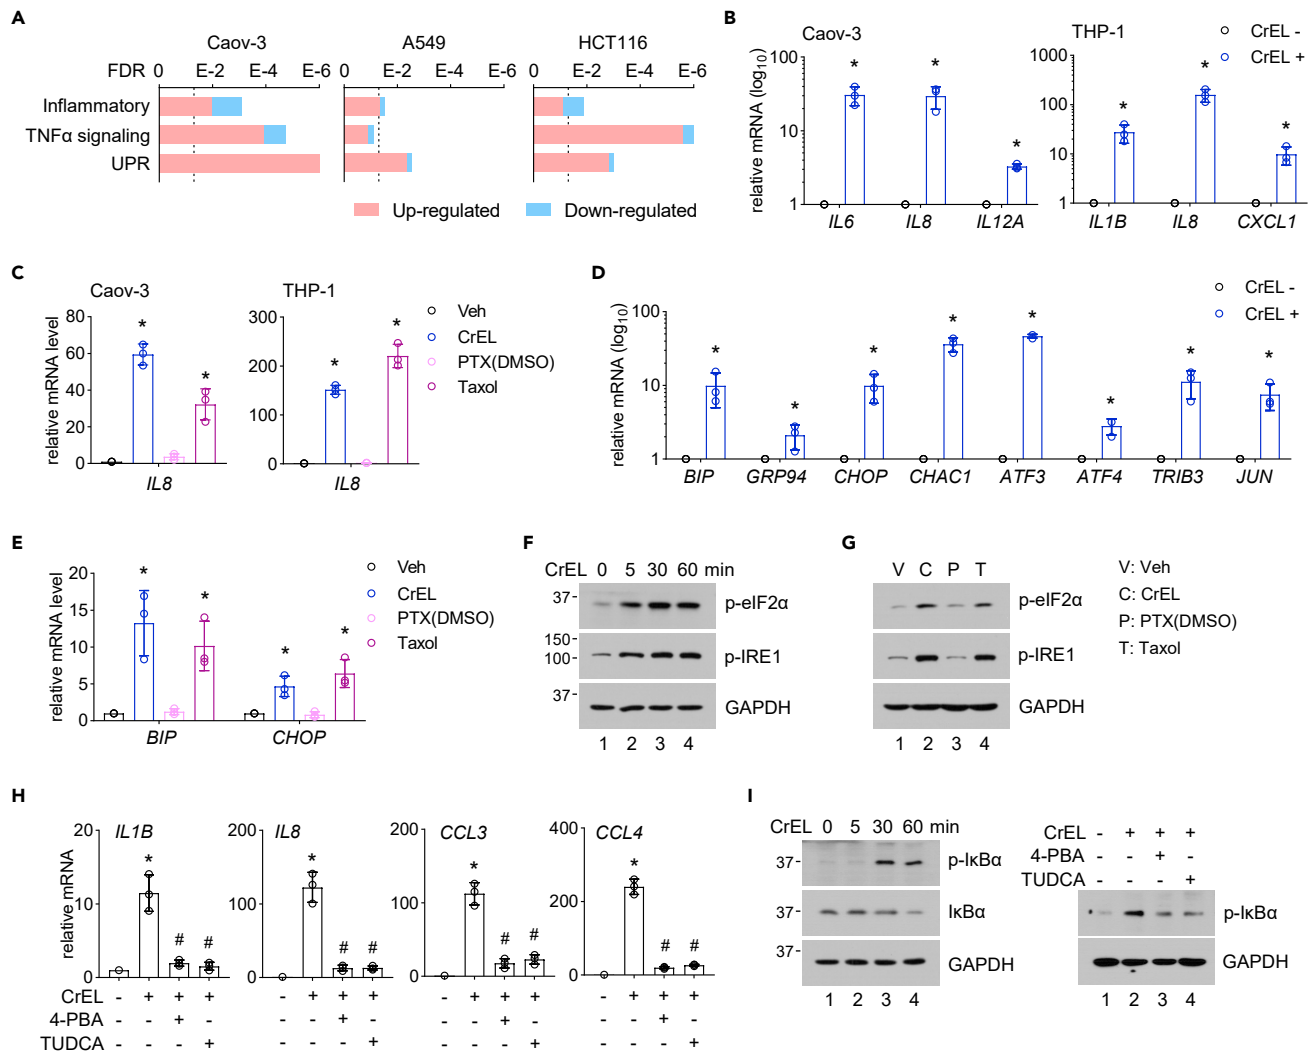 A
Caov-3 A549 HCT116
FDR 0 E-2 E-4 E-6 0 E-2 E-4 E-6 0 E-2 E-4 E-6
Inflammatory
TNFα signaling
UPR
Up-regulated Down-regulated
B
Caov-3 THP-1
CrEL -
CrEL +
relative mRNA (log10)
100
10
1
1000
100
10
1
IL6 IL8 IL12A IL1B IL8 CXCL1
* * * * * *
C
Caov-3 THP-1
relative mRNA level
80
60
40
20
0
300
200
100
0
* * * *
IL8 IL8
Veh
CrEL
PTX(DMSO)
Taxol
D
CrEL -
CrEL +
relative mRNA (log10)
100
10
1
* * * * * * * *
BIP GRP94 CHOP CHAC1 ATF3 ATF4 TRIB3 JUN
E
relative mRNA level
20
15
10
5
0
* * * *
BIP CHOP
Veh
CrEL
PTX(DMSO)
Taxol
F
CrEL 0 5 30 60 min
37- p-eIF2α
150-
100- p-IRE1
37- GAPDH
1 2 3 4
G
V C P T
p-eIF2α
p-IRE1
GAPDH
1 2 3 4
V: Veh
C: CrEL
P: PTX(DMSO)
T: Taxol
H
relative mRNA
IL1B IL8 CCL3 CCL4
20
10
0
200
100
0
200
100
0
400
200
0
* # # * # # * # # * # #
CrEL - + + + - + + + - + + + - + + +
4-PBA - - + - - - + - - - + - - - + -
TUDCA - - - + - - - + - - - + - - - +
I
CrEL 0 5 30 60 min
37- p-IκBα
37- IκBα
37- GAPDH
1 2 3 4
CrEL - + + +
4-PBA - - + -
TUDCA - - - +
p-IκBα
GAPDH
1 2 3 4